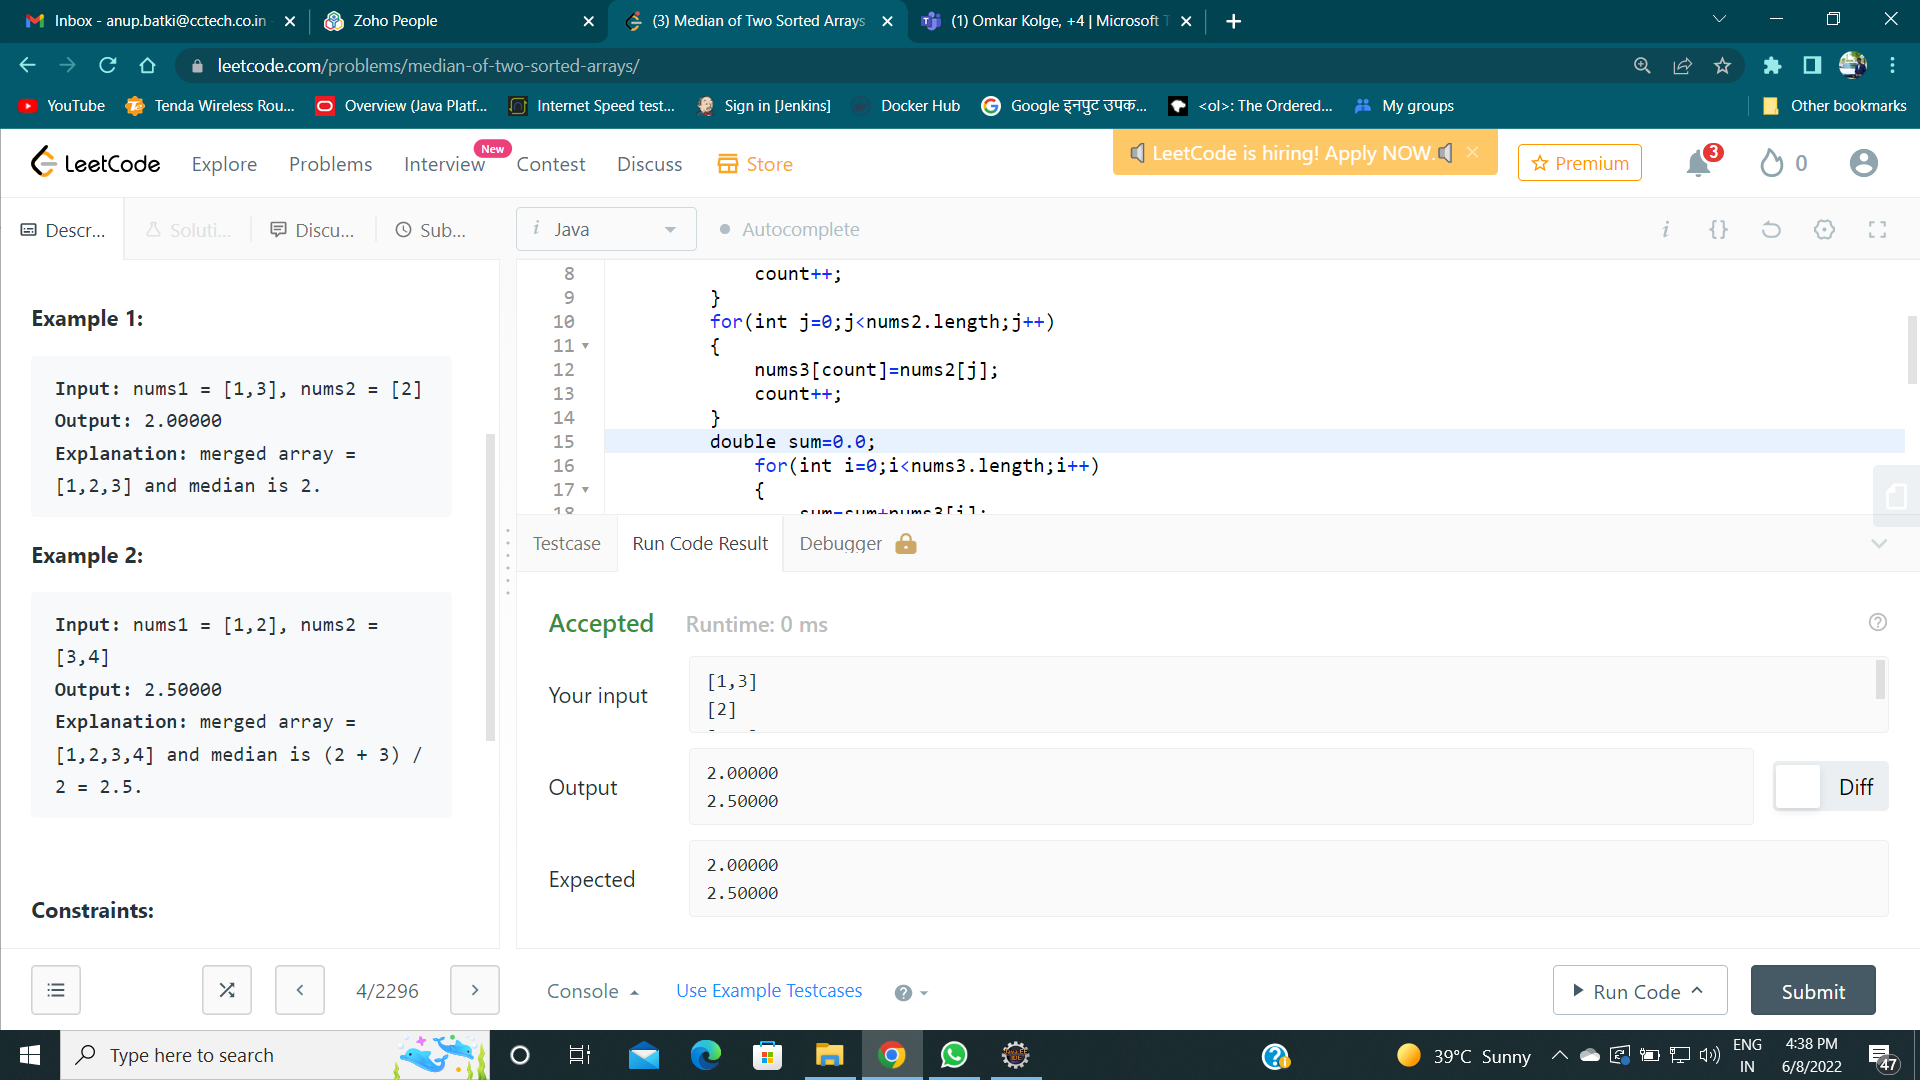 Inbox - anup.batki@cctech.co.in
Zoho People
(3) Median of Two Sorted Arrays
(1) Omkar Kolge, +4 | Microsoft T
leetcode.com/problems/median-of-two-sorted-arrays/
YouTube
Tenda Wireless Rou...
Overview (Java Platf...
Internet Speed test...
Sign in [Jenkins]
Docker Hub
Google इनपुट उपक...
<ol>: The Ordered...
My groups
Other bookmarks
LeetCode
Explore
Problems
Interview
New
Contest
Discuss
Store
LeetCode is hiring! Apply NOW.
Premium
3
0
Descr...
Soluti...
Discu...
Sub...
i Java
Autocomplete
i {}
Example 1:
Input: nums1 = [1,3], nums2 = [2]
Output: 2.00000
Explanation: merged array =
[1,2,3] and median is 2.
Example 2:
Input: nums1 = [1,2], nums2 =
[3,4]
Output: 2.50000
Explanation: merged array =
[1,2,3,4] and median is (2 + 3) /
2 = 2.5.
Constraints:
8 count++;
9 }
10 for(int j=0;j<nums2.length;j++)
11 {
12 nums3[count]=nums2[j];
13 count++;
14 }
15 double sum=0.0;
16 for(int i=0;i<nums3.length;i++)
17 {
18 sum=sum+nums3[i];
Testcase
Run Code Result
Debugger
Accepted
Runtime: 0 ms
Your input
[1,3]
[2]
Output
2.00000
2.50000
Diff
Expected
2.00000
2.50000
4/2296
Console
Use Example Testcases
Run Code
Submit
Type here to search
39°C Sunny
ENG
IN
4:38 PM
6/8/2022
47